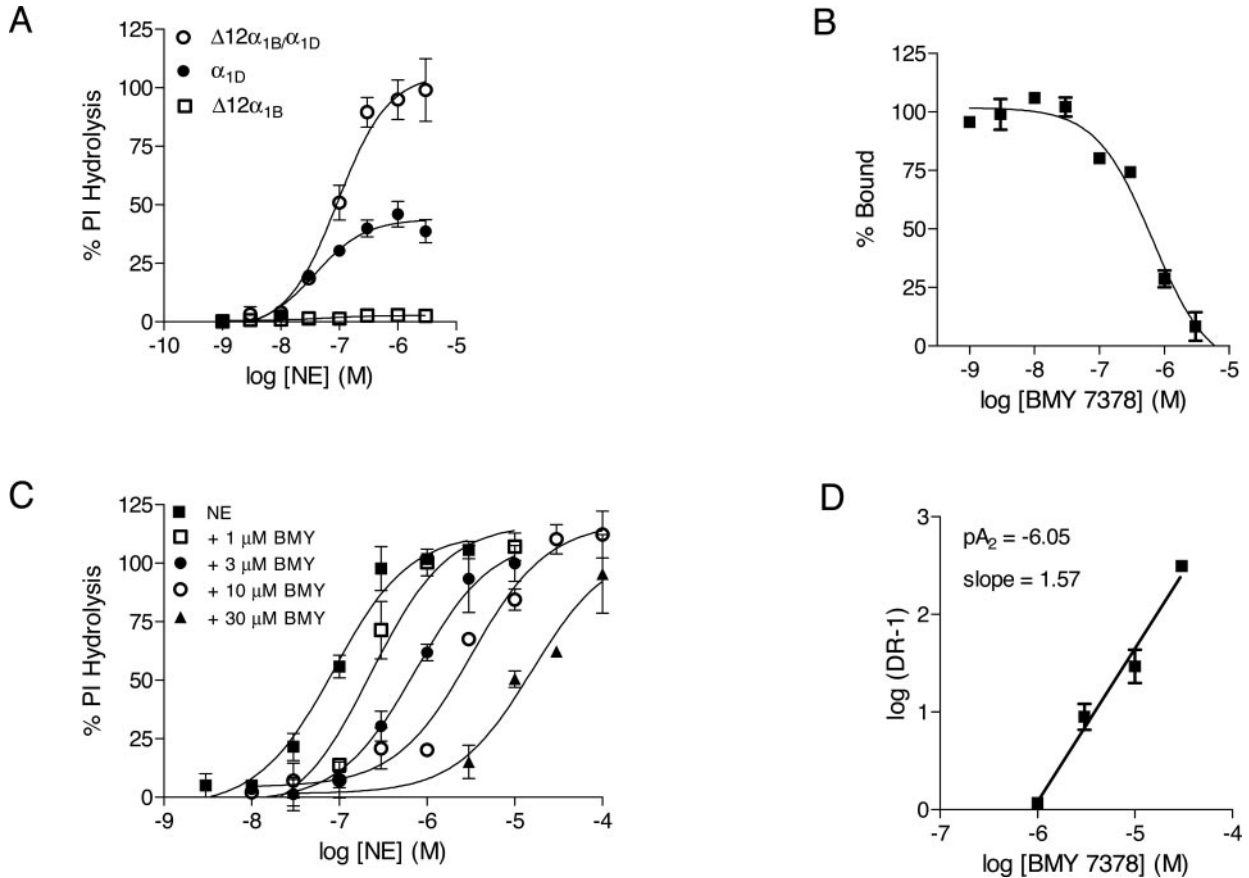 A
Δ12α1B/α1D
α1D
Δ12α1B
% PI Hydrolysis
125
100
75
50
25
0
-10 -9 -8 -7 -6 -5
log [NE] (M)
B
% Bound
125
100
75
50
25
0
-9 -8 -7 -6 -5
log [BMY 7378] (M)
C
NE
+ 1 μM BMY
+ 3 μM BMY
+ 10 μM BMY
+ 30 μM BMY
% PI Hydrolysis
125
100
75
50
25
0
-9 -8 -7 -6 -5 -4
log [NE] (M)
D
pA2 = -6.05
slope = 1.57
log (DR-1)
3
2
1
0
-7 -6 -5 -4
log [BMY 7378] (M)